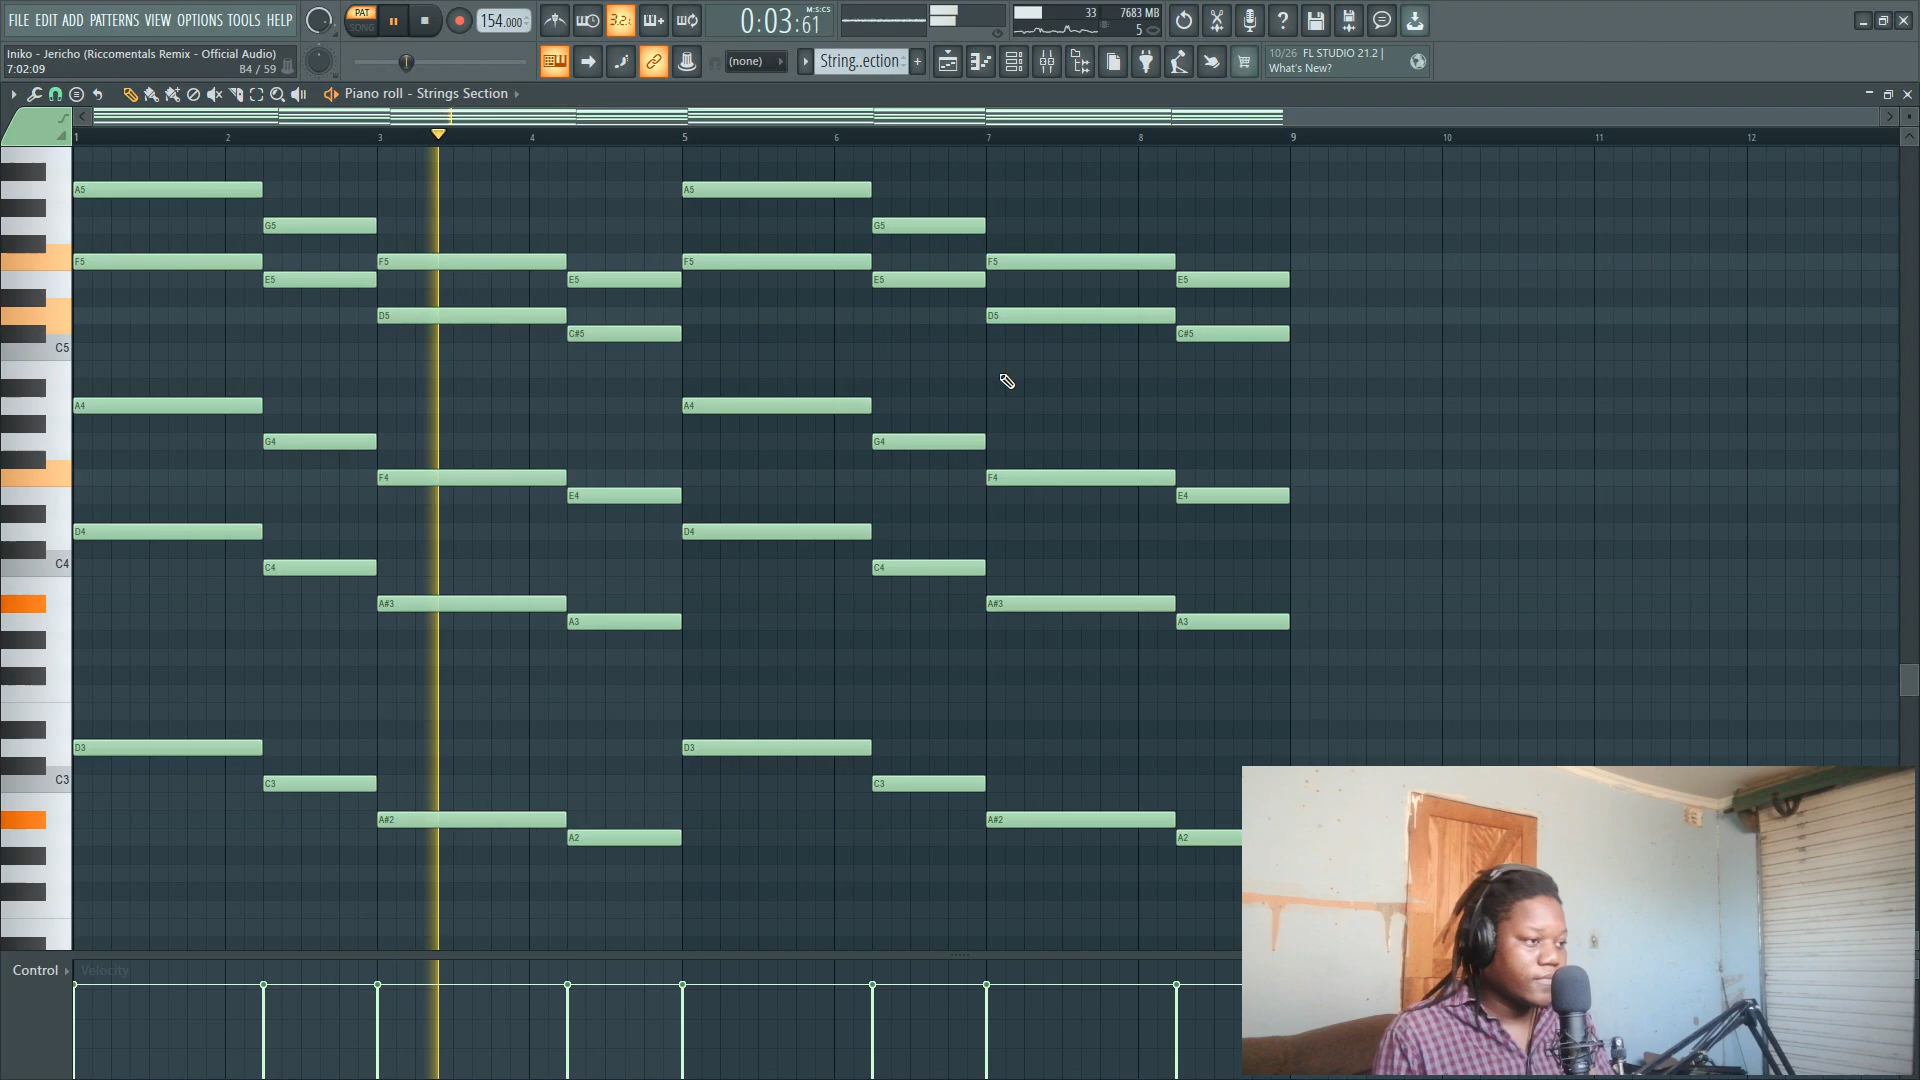 FILE EDIT ADD PATTERNS VIEW OPTIONS TOOLS HELP
PAT
SONG
154.000
3.2.
0:03:61
M:S:CS
33
7683 MB
5
Iniko - Jericho (Riccomentals Remix - Official Audio)
7:02:09
B4 / 59
(none)
String..ection
+
10/26 FL STUDIO 21.2 |
What's New?
Piano roll - Strings Section
1 2 3 4 5 6 7 8 9 10 11 12
A5 A5
G5 G5
F5 F5 F5 F5
E5 E5 E5 E5
D5 D5
C#5 C#5
C5
A4 A4
G4 G4
F4 F4
E4 E4
D4 D4
C4 C4 C4
A#3 A#3
A3 A3
D3 D3
C3 C3 C3
A#2 A#2
A2 A2
Control
Velocity